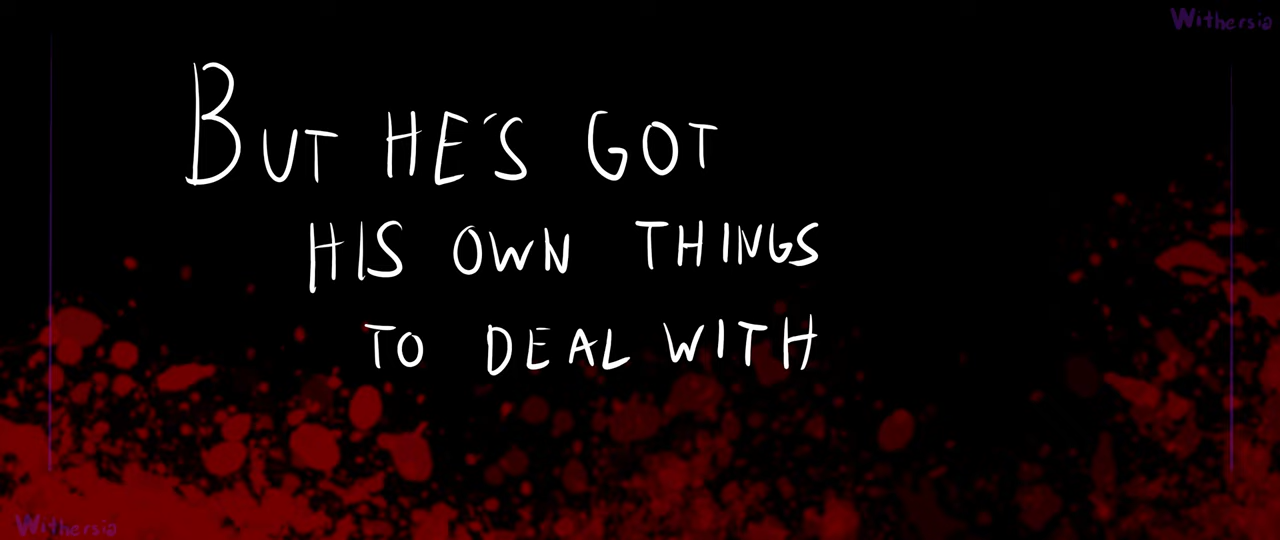 Withersia
BUT HE'S GOT
HIS OWN THINGS
TO DEAL WITH
Withersia